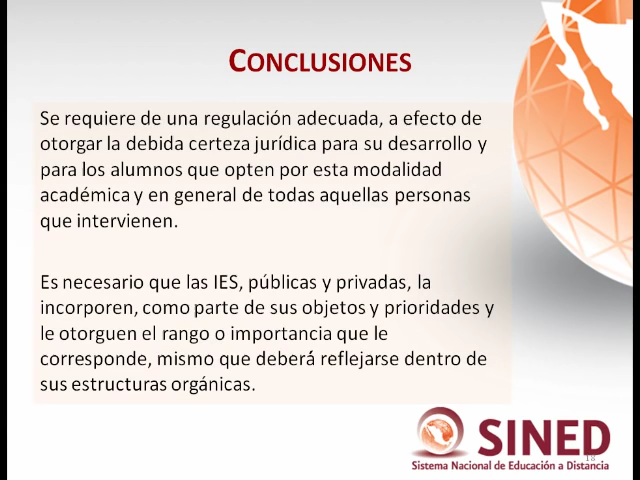 CONCLUSIONES
Se requiere de una regulación adecuada, a efecto de
otorgar la debida certeza jurídica para su desarrollo y
para los alumnos que opten por esta modalidad
académica y en general de todas aquellas personas
que intervienen.
Es necesario que las IES, públicas y privadas, la
incorporen, como parte de sus objetos y prioridades y
le otorguen el rango o importancia que le
corresponde, mismo que deberá reflejarse dentro de
sus estructuras orgánicas.
SINED
18
Sistema Nacional de Educación a Distancia